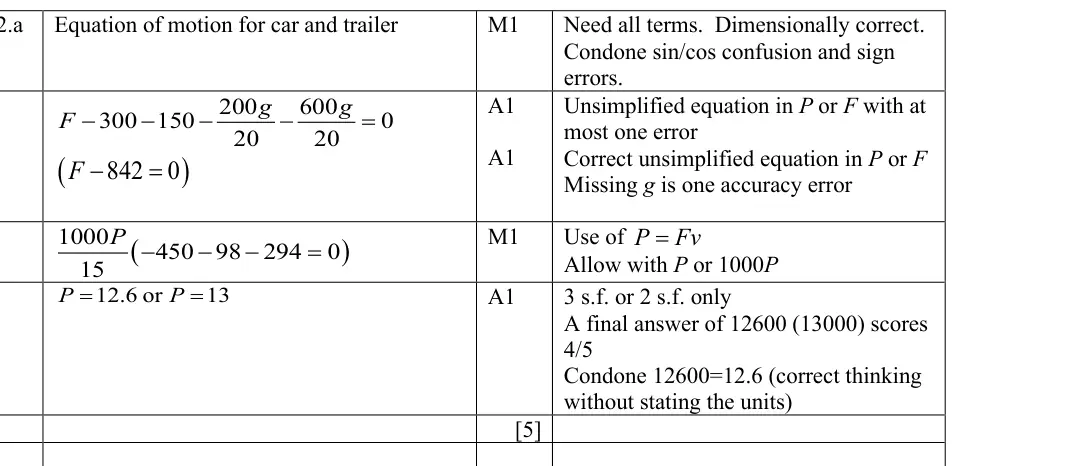 2.a Equation of motion for car and trailer M1 Need all terms. Dimensionally correct.
Condone sin/cos confusion and sign
errors.
F − 300 − 150 − 200g/20 − 600g/20 = 0 A1 Unsimplified equation in P or F with at
most one error
(F − 842 = 0) A1 Correct unsimplified equation in P or F
Missing g is one accuracy error
1000P/15 (−450 − 98 − 294 = 0) M1 Use of P = Fv
Allow with P or 1000P
P = 12.6 or P = 13 A1 3 s.f. or 2 s.f. only
A final answer of 12600 (13000) scores
4/5
Condone 12600=12.6 (correct thinking
without stating the units)
[5]